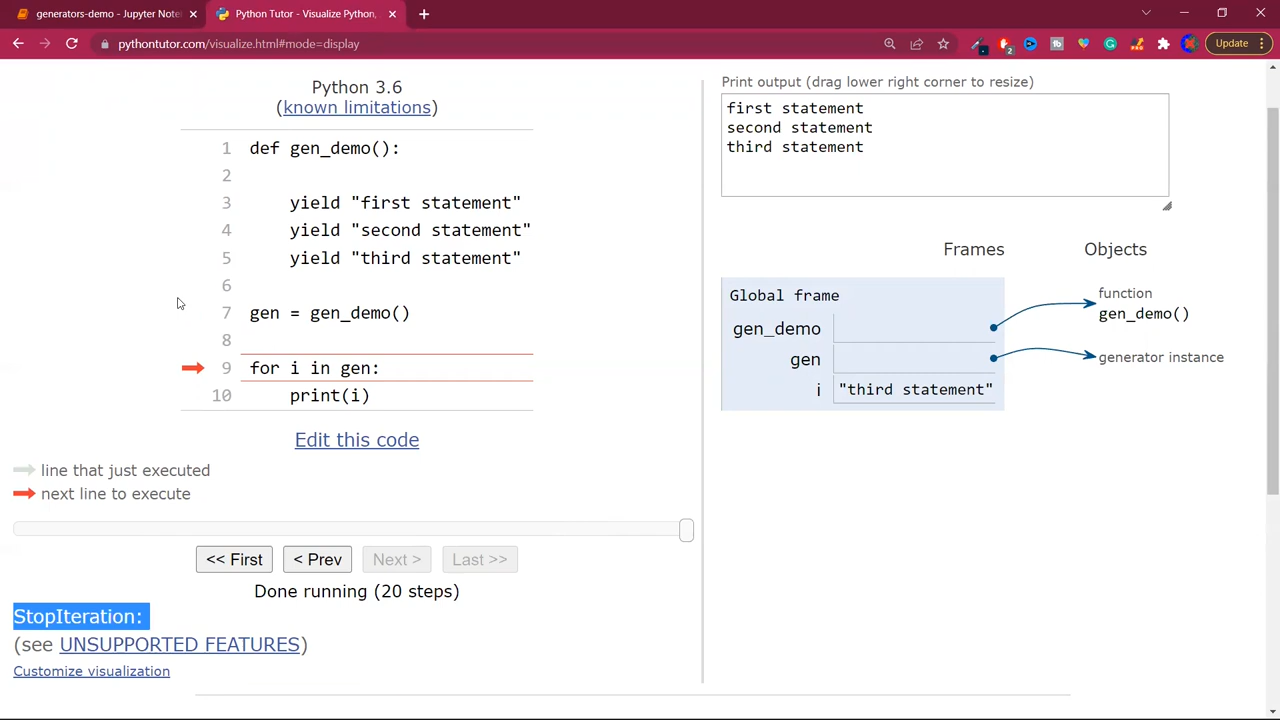 generators-demo - Jupyter Note
Python Tutor - Visualize Python,
pythontutor.com/visualize.html#mode=display
2
Update
Python 3.6
(known limitations)
1 def gen_demo():
2
3 yield "first statement"
4 yield "second statement"
5 yield "third statement"
6
7 gen = gen_demo()
8
9 for i in gen:
10 print(i)
Edit this code
line that just executed
next line to execute
<< First
< Prev
Next >
Last >>
Done running (20 steps)
StopIteration:
(see UNSUPPORTED FEATURES)
Customize visualization
Print output (drag lower right corner to resize)
first statement
second statement
third statement
Frames
Objects
Global frame
gen_demo
gen
i "third statement"
function
gen_demo()
generator instance